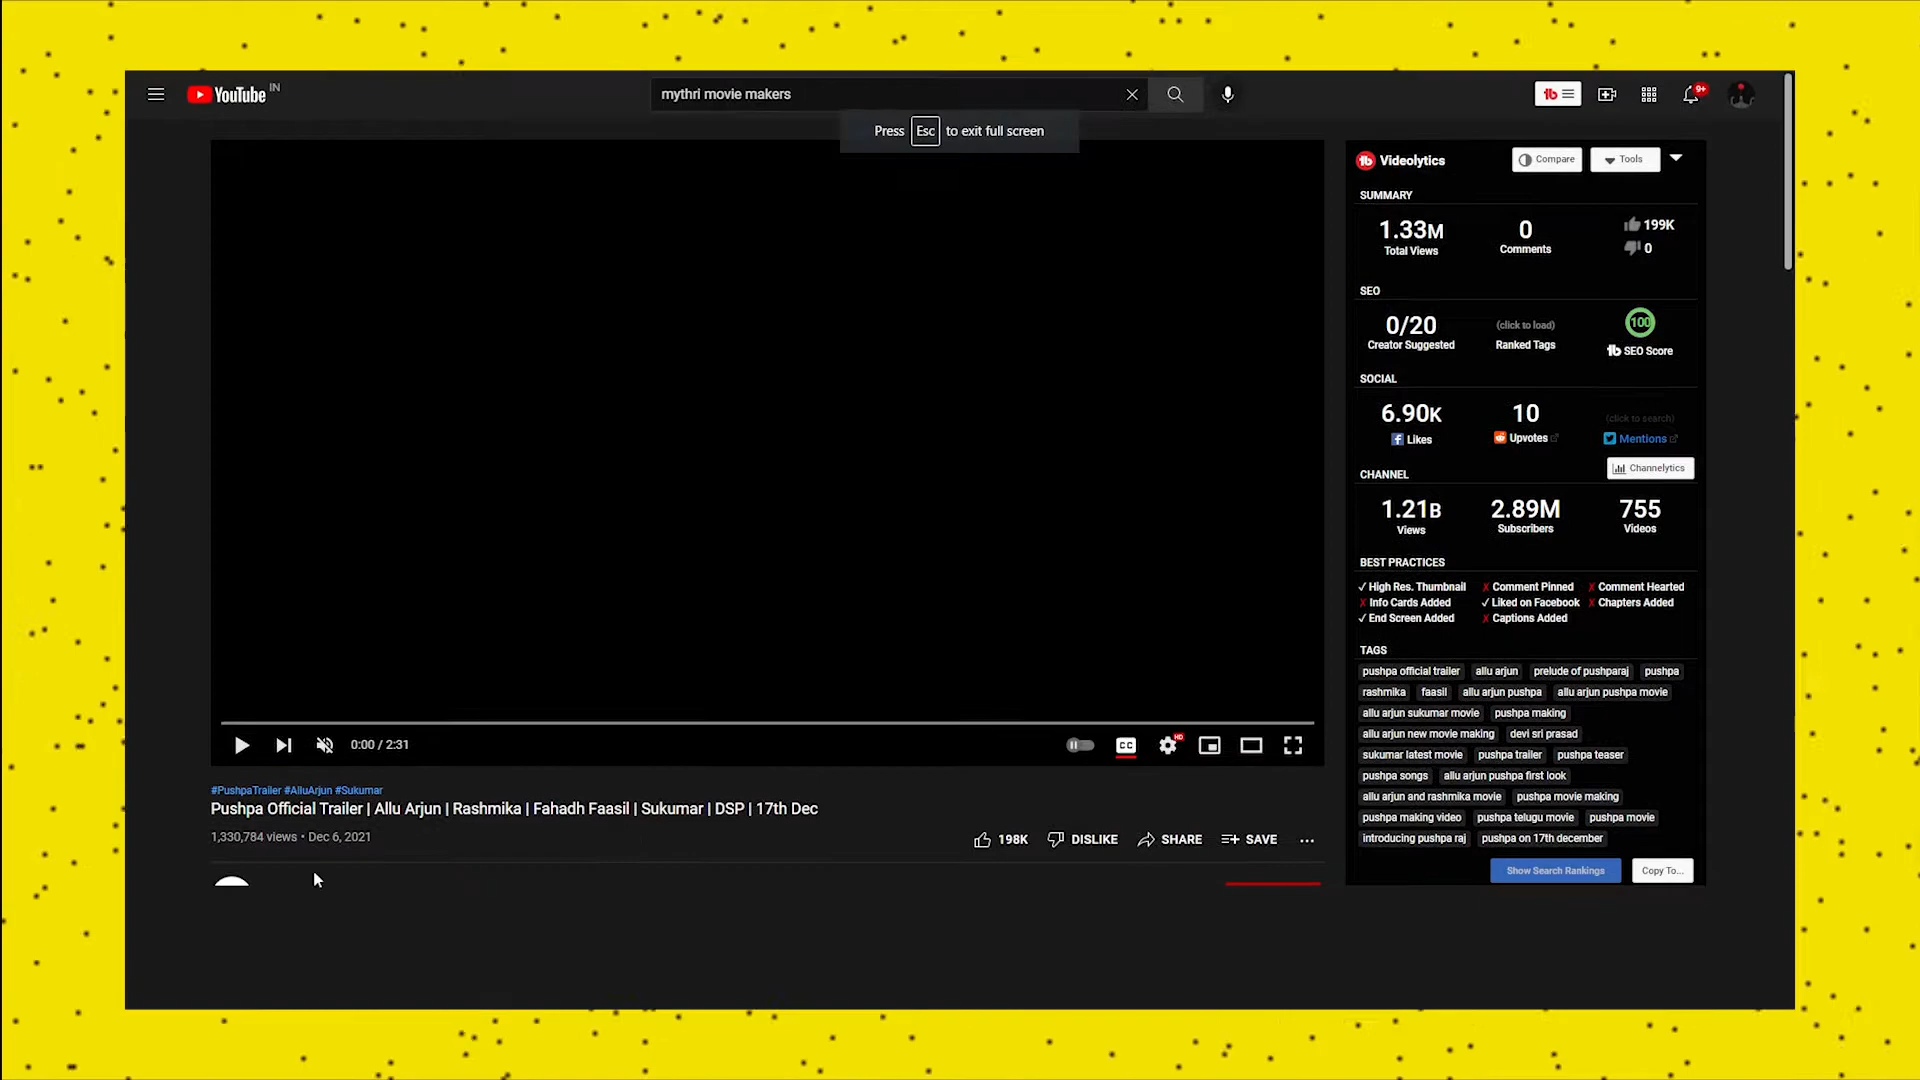 YouTube IN
mythri movie makers
9+
Press Esc to exit full screen
Videolytics
Compare
Tools
SUMMARY
1.33M
Total Views
0
Comments
199K
0
SEO
0/20
Creator Suggested
(click to load)
Ranked Tags
100
SEO Score
SOCIAL
6.90K
Likes
10
Upvotes
(click to search)
Mentions
CHANNEL
Channelytics
1.21B
Views
2.89M
Subscribers
755
Videos
BEST PRACTICES
✓ High Res. Thumbnail ✗ Comment Pinned ✗ Comment Hearted
✗ Info Cards Added ✓ Liked on Facebook ✗ Chapters Added
✓ End Screen Added ✗ Captions Added
TAGS
pushpa official trailer allu arjun prelude of pushparaj pushpa
rashmika faasil allu arjun pushpa allu arjun pushpa movie
allu arjun sukumar movie pushpa making
allu arjun new movie making devi sri prasad
sukumar latest movie pushpa trailer pushpa teaser
pushpa songs allu arjun pushpa first look
allu arjun and rashmika movie pushpa movie making
pushpa making video pushpa telugu movie pushpa movie
introducing pushpa raj pushpa on 17th december
Show Search Rankings Copy To...
0:00 / 2:31
CC
HD
#PushpaTrailer #AlluArjun #Sukumar
Pushpa Official Trailer | Allu Arjun | Rashmika | Fahadh Faasil | Sukumar | DSP | 17th Dec
1,330,784 views • Dec 6, 2021
198K DISLIKE SHARE SAVE ...